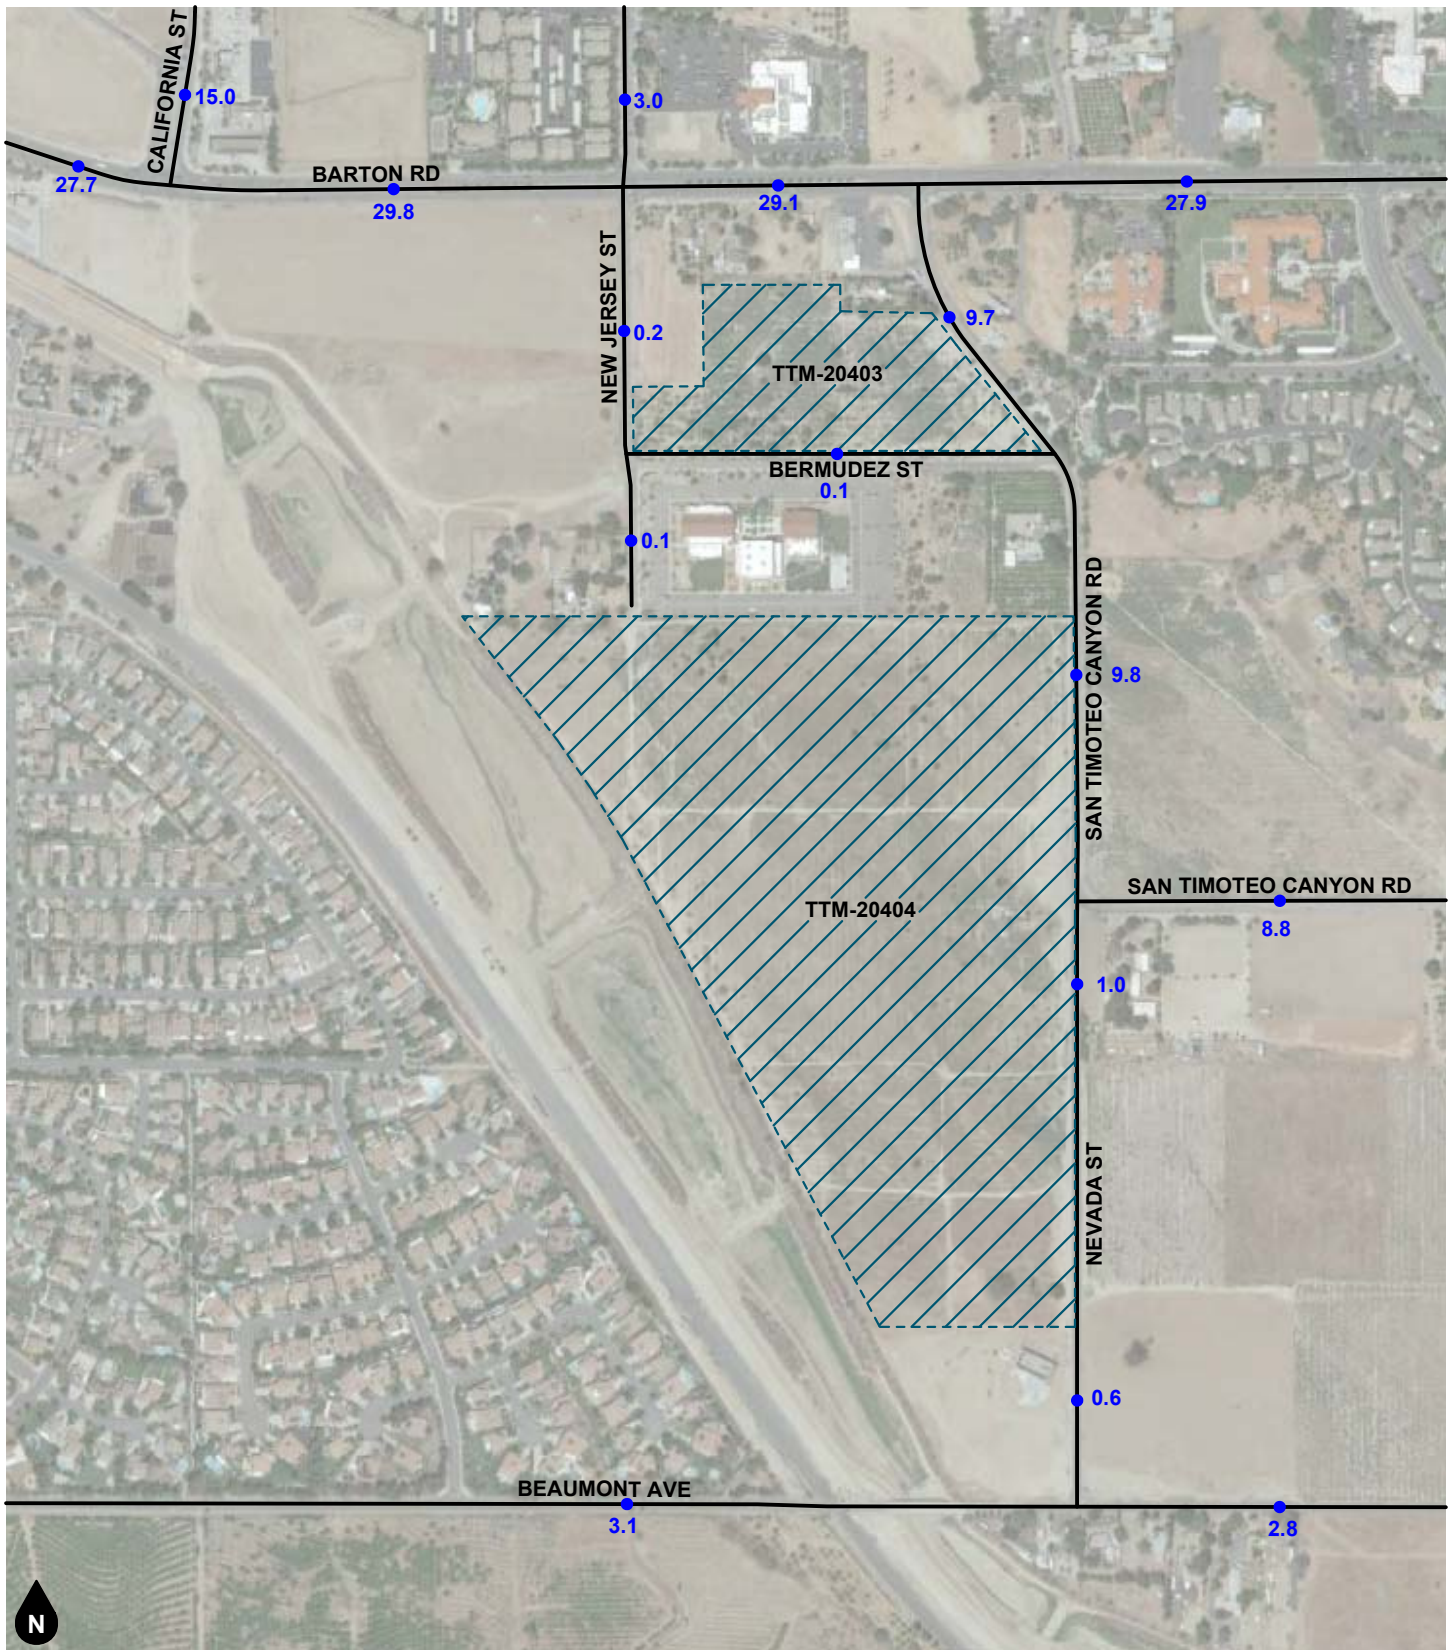 CALIFORNIA ST
15.0
3.0
27.7
BARTON RD
29.8
29.1
27.9
NEW JERSEY ST
0.2
9.7
TTM-20403
BERMUDEZ ST
0.1
0.1
SAN TIMOTEO CANYON RD
9.8
SAN TIMOTEO CANYON RD
8.8
TTM-20404
1.0
NEVADA ST
0.6
BEAUMONT AVE
3.1
2.8
N